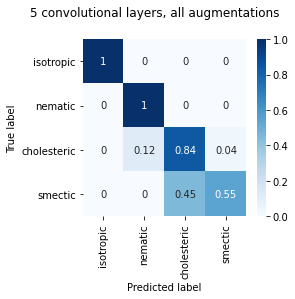 5 convolutional layers, all augmentations
True label
isotropic 1 0 0 0
nematic 0 1 0 0
cholesteric 0 0.12 0.84 0.04
smectic 0 0 0.45 0.55
isotropic nematic cholesteric smectic
Predicted label
1.0
0.8
0.6
0.4
0.2
0.0